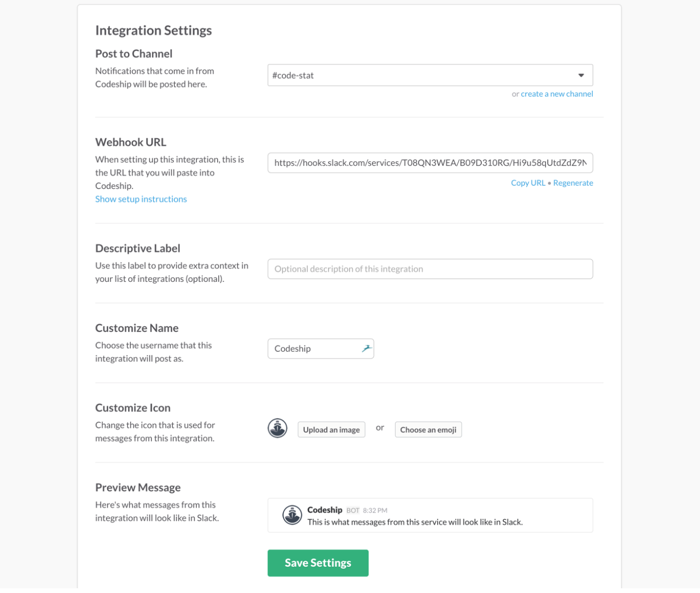 Integration Settings
Post to Channel
Notifications that come in from
Codeship will be posted here.
#code-stat
or create a new channel
Webhook URL
When setting up this integration, this is
the URL that you will paste into
Codeship.
Show setup instructions
https://hooks.slack.com/services/T08QN3WEA/B09D310RG/Hi9u58qUtdZdZ9N
Copy URL • Regenerate
Descriptive Label
Use this label to provide extra context in
your list of integrations (optional).
Optional description of this integration
Customize Name
Choose the username that this
integration will post as.
Codeship
Customize Icon
Change the icon that is used for
messages from this integration.
Upload an image or Choose an emoji
Preview Message
Here's what messages from this
integration will look like in Slack.
Codeship BOT 8:32 PM
This is what messages from this service will look like in Slack.
Save Settings